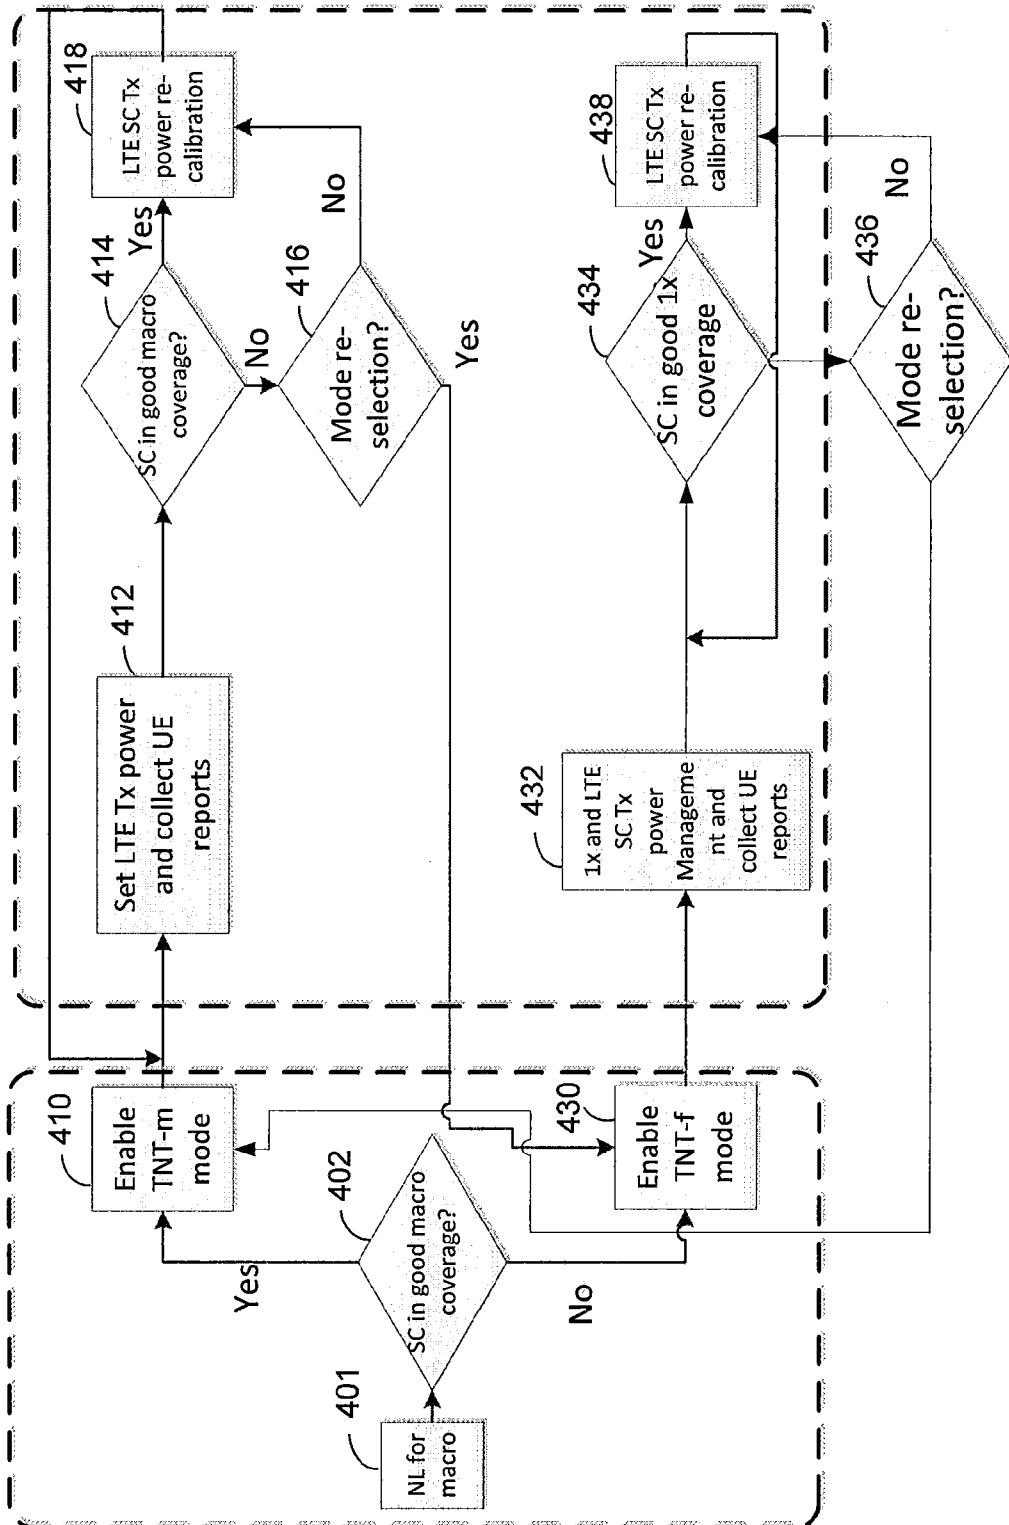 401
NL for
macro
402
SC in good macro
coverage?
Yes
No
410
Enable
TNT-m
mode
412
Set LTE Tx power
and collect UE
reports
414
SC in good macro
coverage?
Yes
No
418
LTE SC Tx
power re-
calibration
416
Mode re-
selection?
No
Yes
430
Enable
TNT-f
mode
432
1x and LTE
SC Tx
power
Manageme
nt and
collect UE
reports
434
SC in good 1x
coverage
Yes
438
LTE SC Tx
power re-
calibration
436
Mode re-
selection?
No